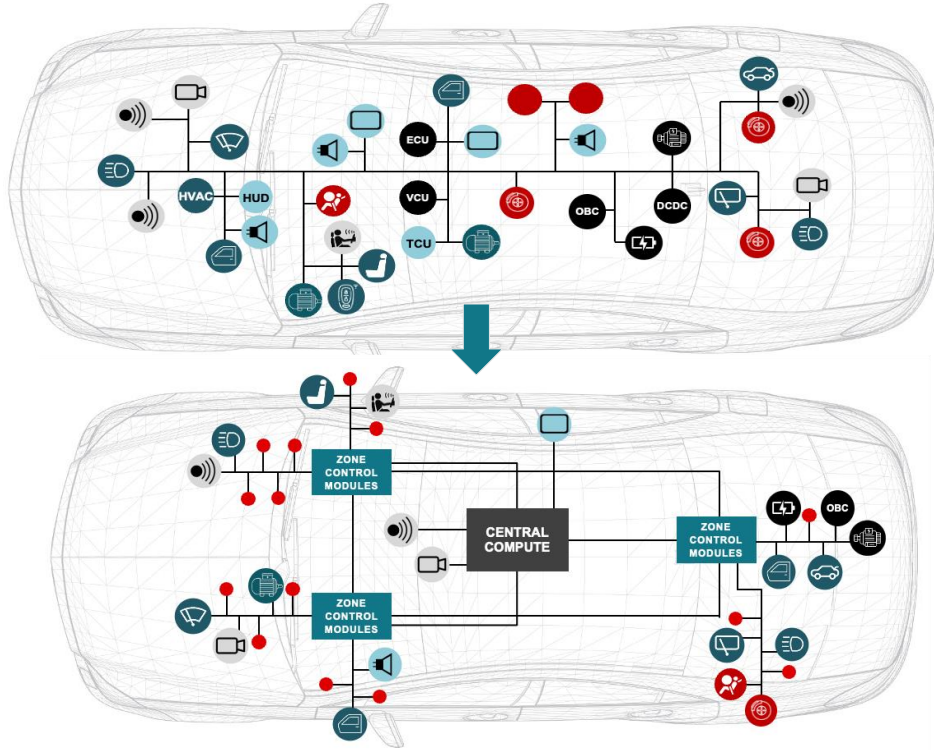 ECU
HVAC
HUD
VCU
OBC
DCDC
TCU
ZONE
CONTROL
MODULES
CENTRAL
COMPUTE
ZONE
CONTROL
MODULES
OBC
ZONE
CONTROL
MODULES